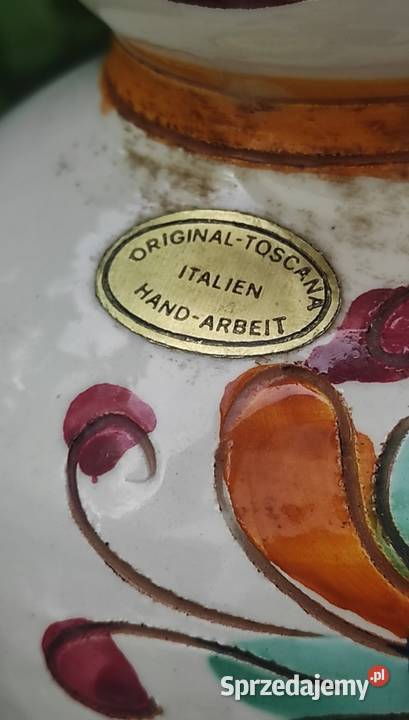 ORIGINAL-TOSCANA
ITALIEN
HAND-ARBEIT
Sprzedajemy.pl